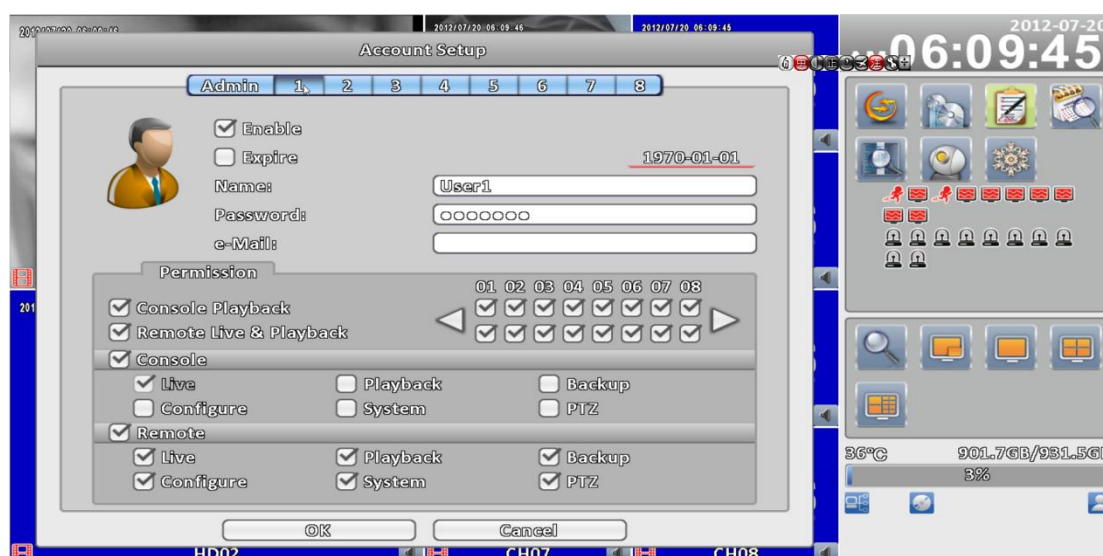 2012/07/20 06:09:46
2012/07/20 06:09:45
2012-07-20
06:09:45
Account Setup
Admin 1 2 3 4 5 6 7 8
Enable
Expire 1970-01-01
Name: User1
Password: ooooooo
e-Mail:
Permission
01 02 03 04 05 06 07 08
Console Playback
Remote Live & Playback
201
Console
Live Playback Backup
Configure System PTZ
Remote
Live Playback Backup
Configure System PTZ
OK Cancel
HD02 CH07 CH08
36°C 901.7GB/931.5G
3%